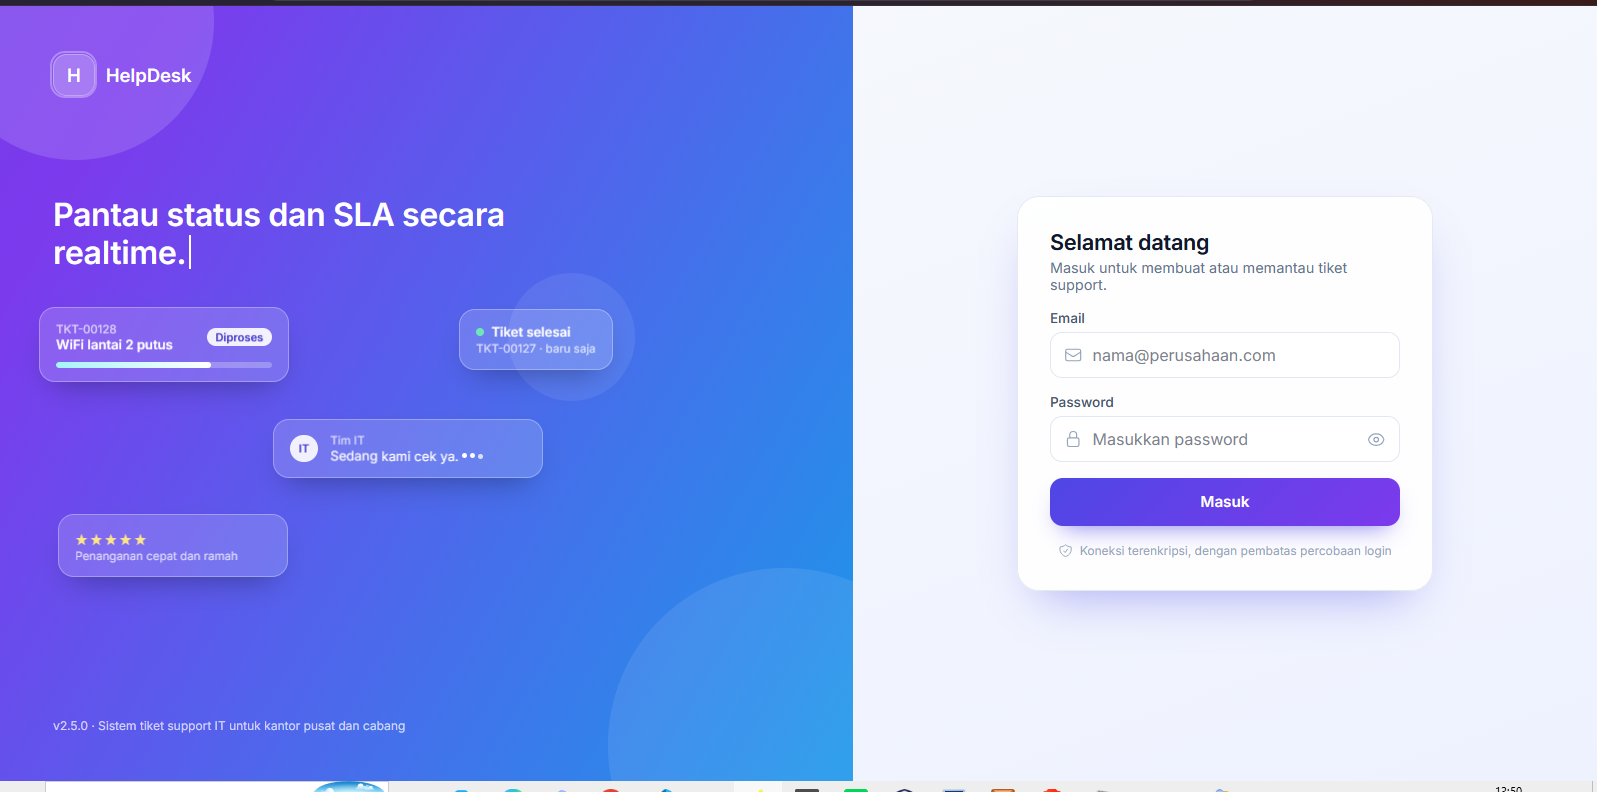 H HelpDesk
Pantau status dan SLA secara
realtime.
TKT-00128
WiFi lantai 2 putus
Diproses
Tiket selesai
TKT-00127 · baru saja
IT
Tim IT
Sedang kami cek ya.
★★★★★
Penanganan cepat dan ramah
v2.5.0 · Sistem tiket support IT untuk kantor pusat dan cabang
Selamat datang
Masuk untuk membuat atau memantau tiket
support.
Email
nama@perusahaan.com
Password
Masukkan password
Masuk
Koneksi terenkripsi, dengan pembatas percobaan login
12:50